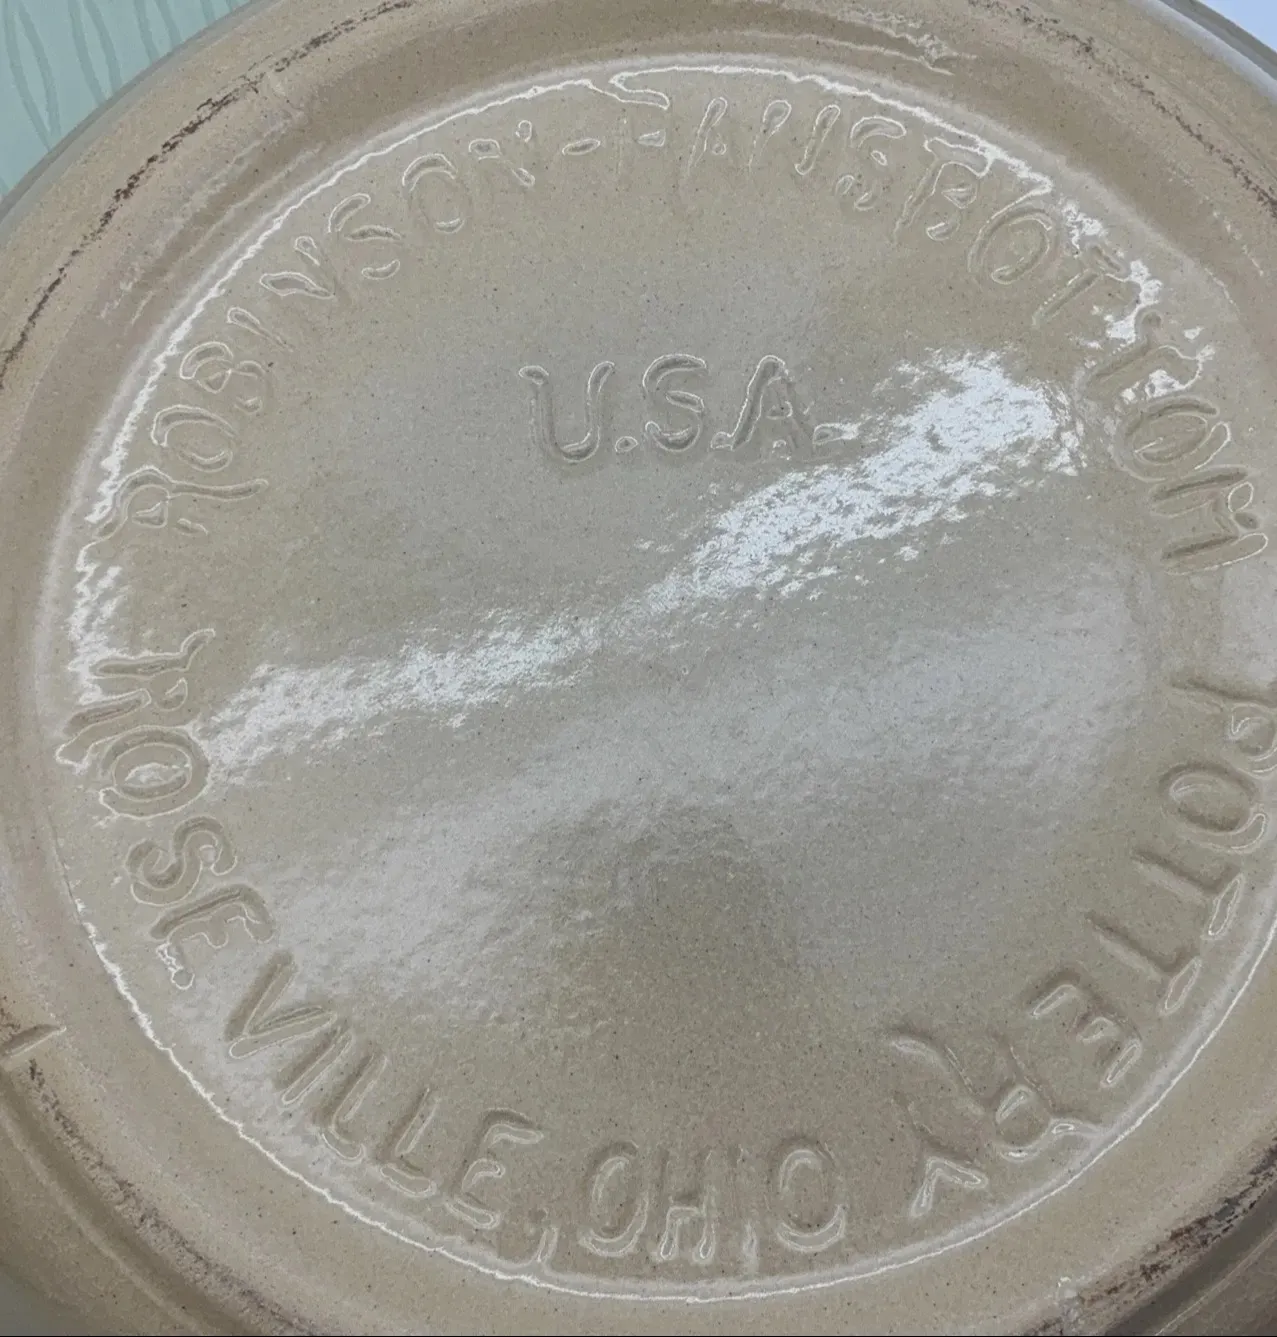 ROBINSON-RANSBOTTOM POTTERY
ROSEVILLE, OHIO
U.S.A.